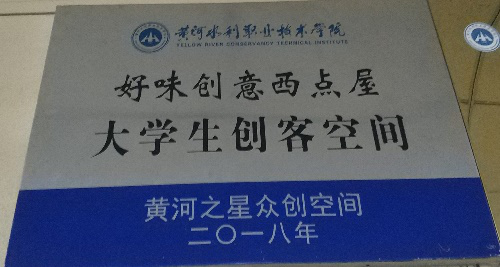 黄河水利职业技术学院
YELLOW RIVER CONSERVANCY TECHNICAL INSTITUTE
好味创意西点屋
大学生创客空间
黄河之星众创空间
二〇一八年